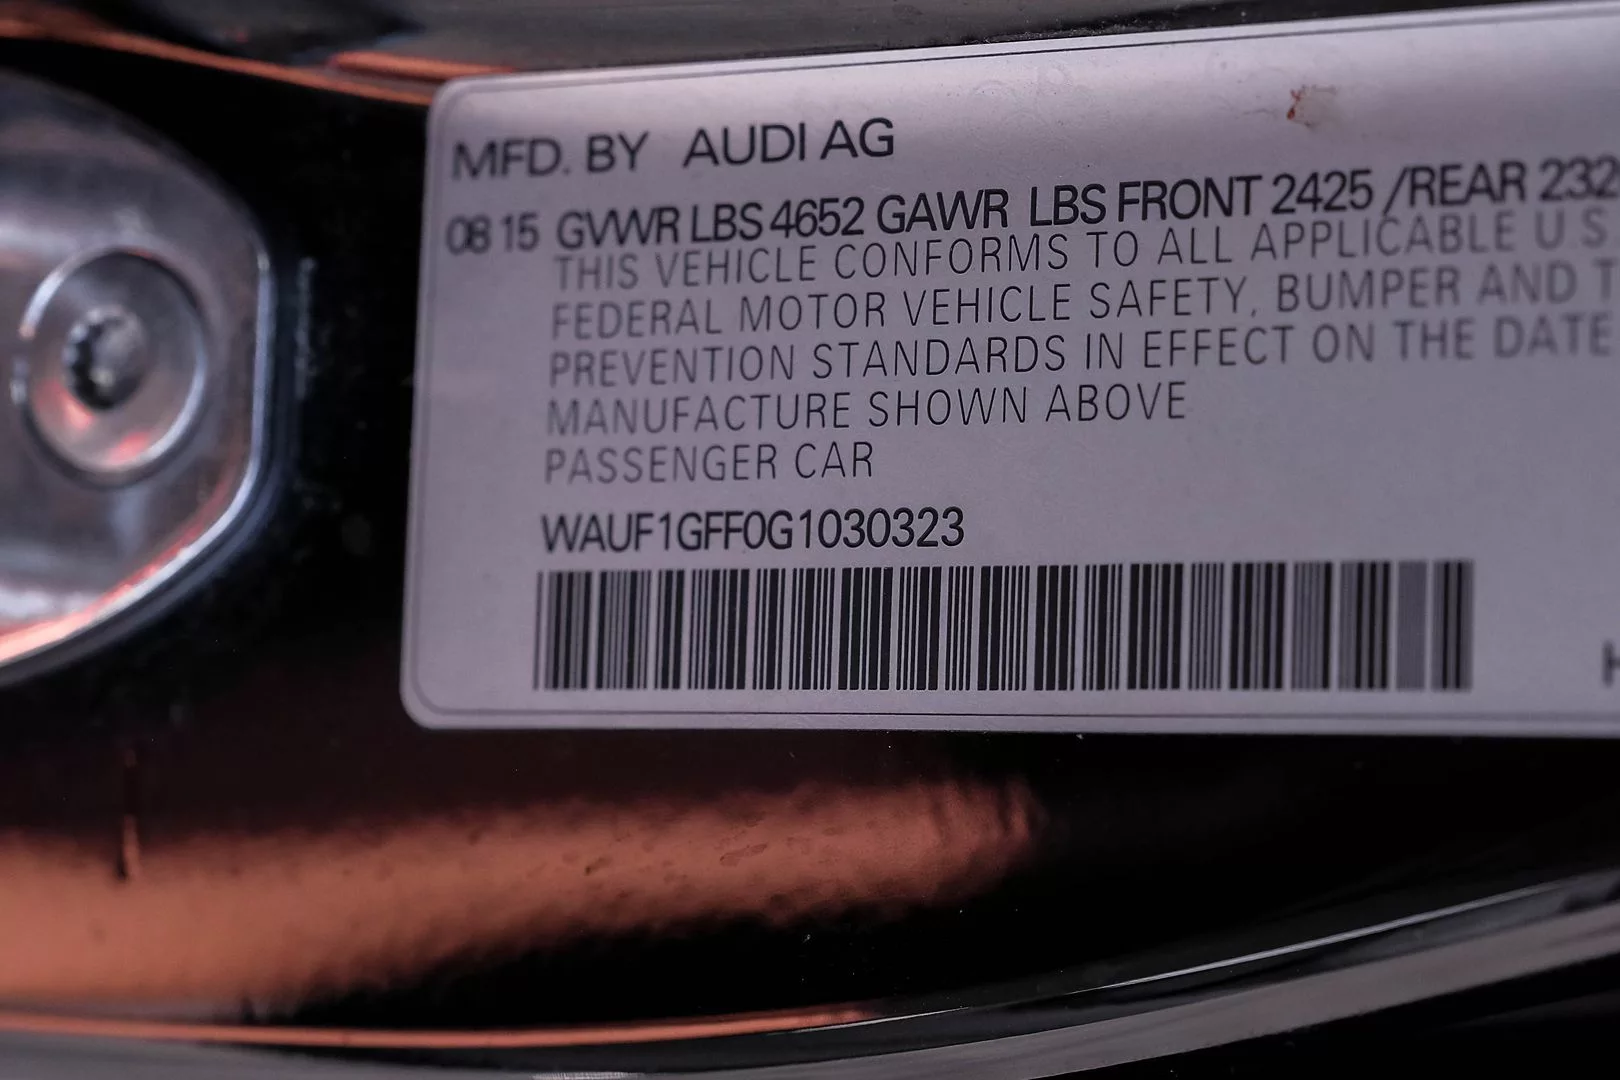 MFD. BY AUDI AG
08 15 GVWR LBS 4652 GAWR LBS FRONT 2425 /REAR 232
THIS VEHICLE CONFORMS TO ALL APPLICABLE U S
FEDERAL MOTOR VEHICLE SAFETY, BUMPER AND T
PREVENTION STANDARDS IN EFFECT ON THE DATE
MANUFACTURE SHOWN ABOVE
PASSENGER CAR
WAUF1GFF0G1030323
H